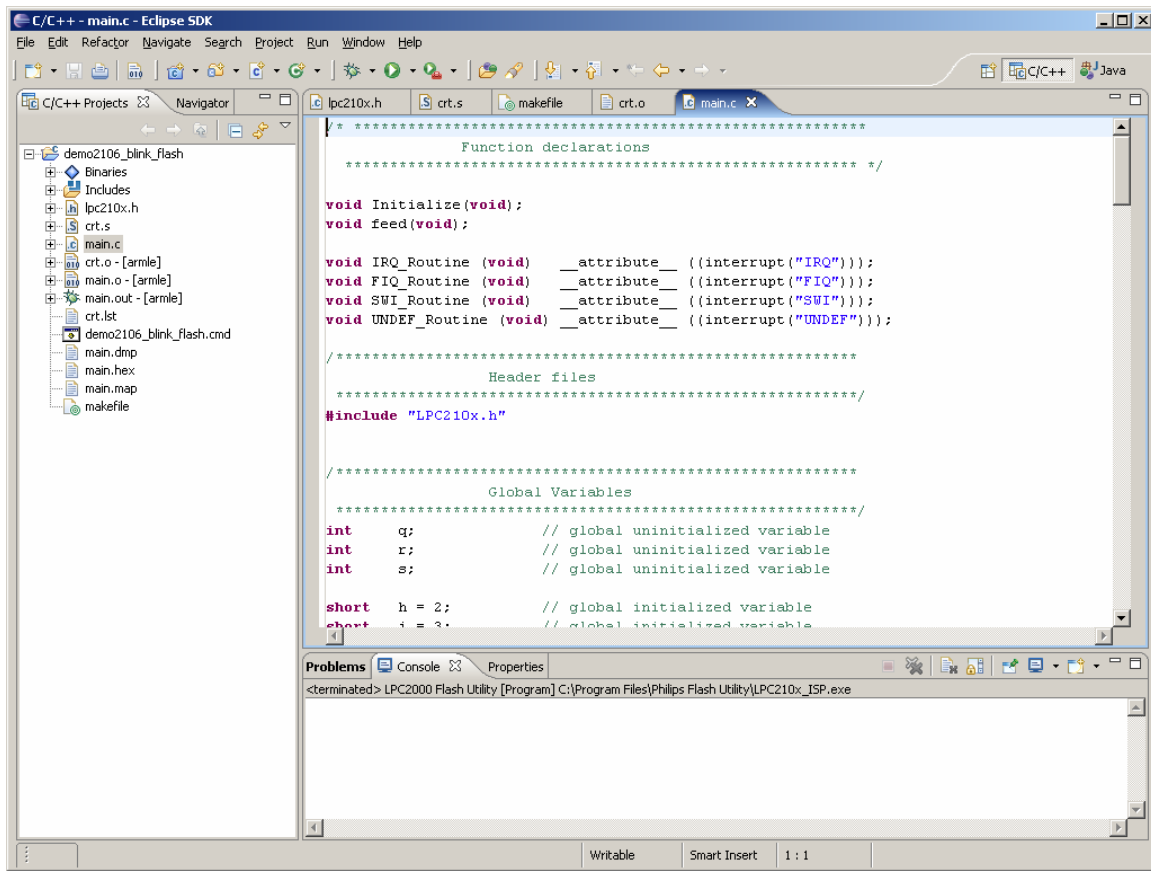 C/C++ - main.c - Eclipse SDK
File Edit Refactor Navigate Search Project Run Window Help
C/C++ Java
C/C++ Projects Navigator
demo2106_blink_flash
Binaries
Includes
lpc210x.h
crt.s
main.c
crt.o - [armle]
main.o - [armle]
main.out - [armle]
crt.lst
demo2106_blink_flash.cmd
main.dmp
main.hex
main.map
makefile
lpc210x.h crt.s makefile crt.o main.c
/* ********************************************************
Function declarations
******************************************************** */
void Initialize(void);
void feed(void);
void IRQ_Routine (void) __attribute__ ((interrupt("IRQ")));
void FIQ_Routine (void) __attribute__ ((interrupt("FIQ")));
void SWI_Routine (void) __attribute__ ((interrupt("SWI")));
void UNDEF_Routine (void) __attribute__ ((interrupt("UNDEF")));
/*********************************************************
Header files
*********************************************************/
#include "LPC210x.h"
/*********************************************************
Global Variables
*********************************************************/
int q; // global uninitialized variable
int r; // global uninitialized variable
int s; // global uninitialized variable
short h = 2; // global initialized variable
short i = 3; // global initialized variable
Problems Console Properties
<terminated> LPC2000 Flash Utility [Program] C:\Program Files\Philips Flash Utility\LPC210x_ISP.exe
Writable Smart Insert 1 : 1